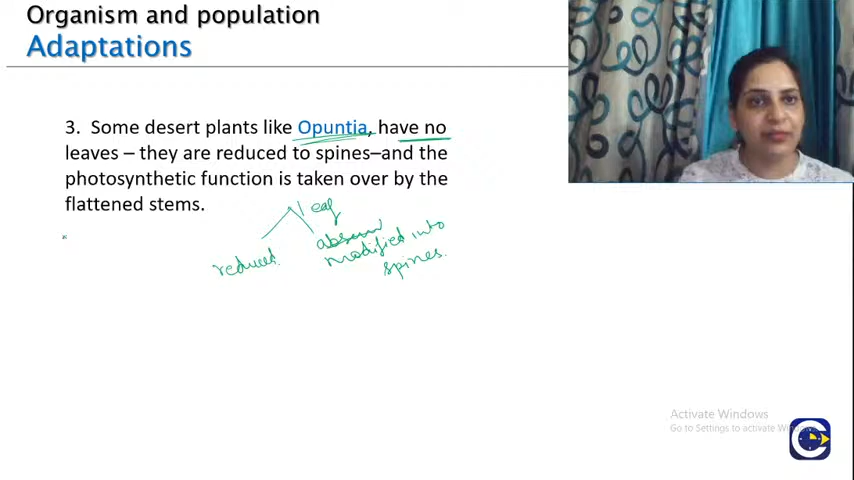 Organism and population
Adaptations
3. Some desert plants like Opuntia, have no
leaves – they are reduced to spines–and the
photosynthetic function is taken over by the
flattened stems.
leaf
reduced.
modified into
spines.
Activate Windows
Go to Settings to activate Windows.